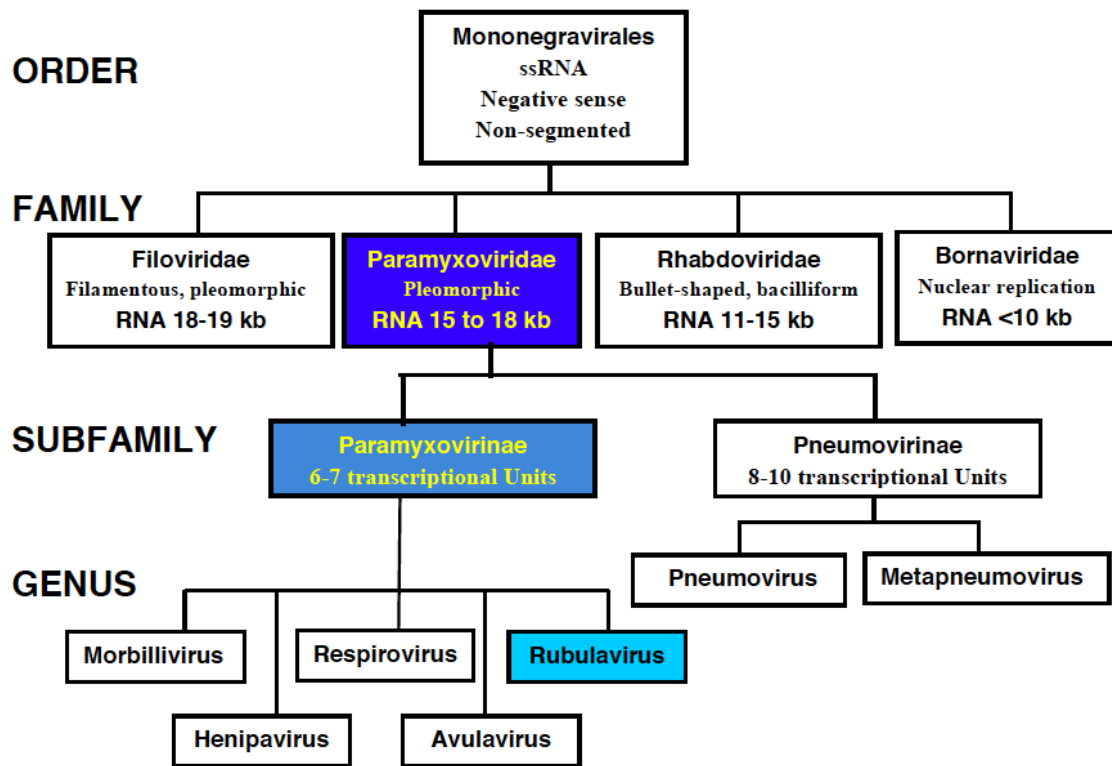 ORDER
Mononegravirales
ssRNA
Negative sense
Non-segmented
FAMILY
Filoviridae
Filamentous, pleomorphic
RNA 18-19 kb
Paramyxoviridae
Pleomorphic
RNA 15 to 18 kb
Rhabdoviridae
Bullet-shaped, bacilliform
RNA 11-15 kb
Bornaviridae
Nuclear replication
RNA <10 kb
SUBFAMILY
Paramyxovirinae
6-7 transcriptional Units
Pneumovirinae
8-10 transcriptional Units
GENUS
Pneumovirus
Metapneumovirus
Morbillivirus
Respirovirus
Rubulavirus
Henipavirus
Avulavirus